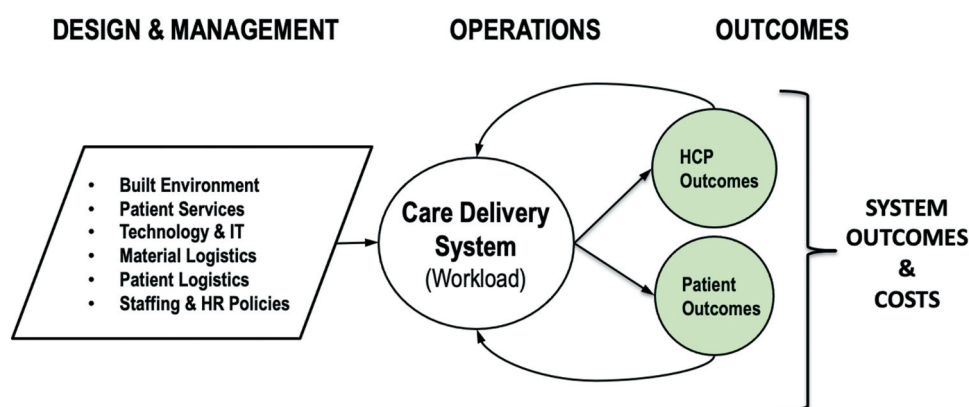 DESIGN & MANAGEMENT
OPERATIONS
OUTCOMES
• Built Environment
• Patient Services
• Technology & IT
• Material Logistics
• Patient Logistics
• Staffing & HR Policies
Care Delivery
System
(Workload)
HCP
Outcomes
Patient
Outcomes
SYSTEM
OUTCOMES
&
COSTS